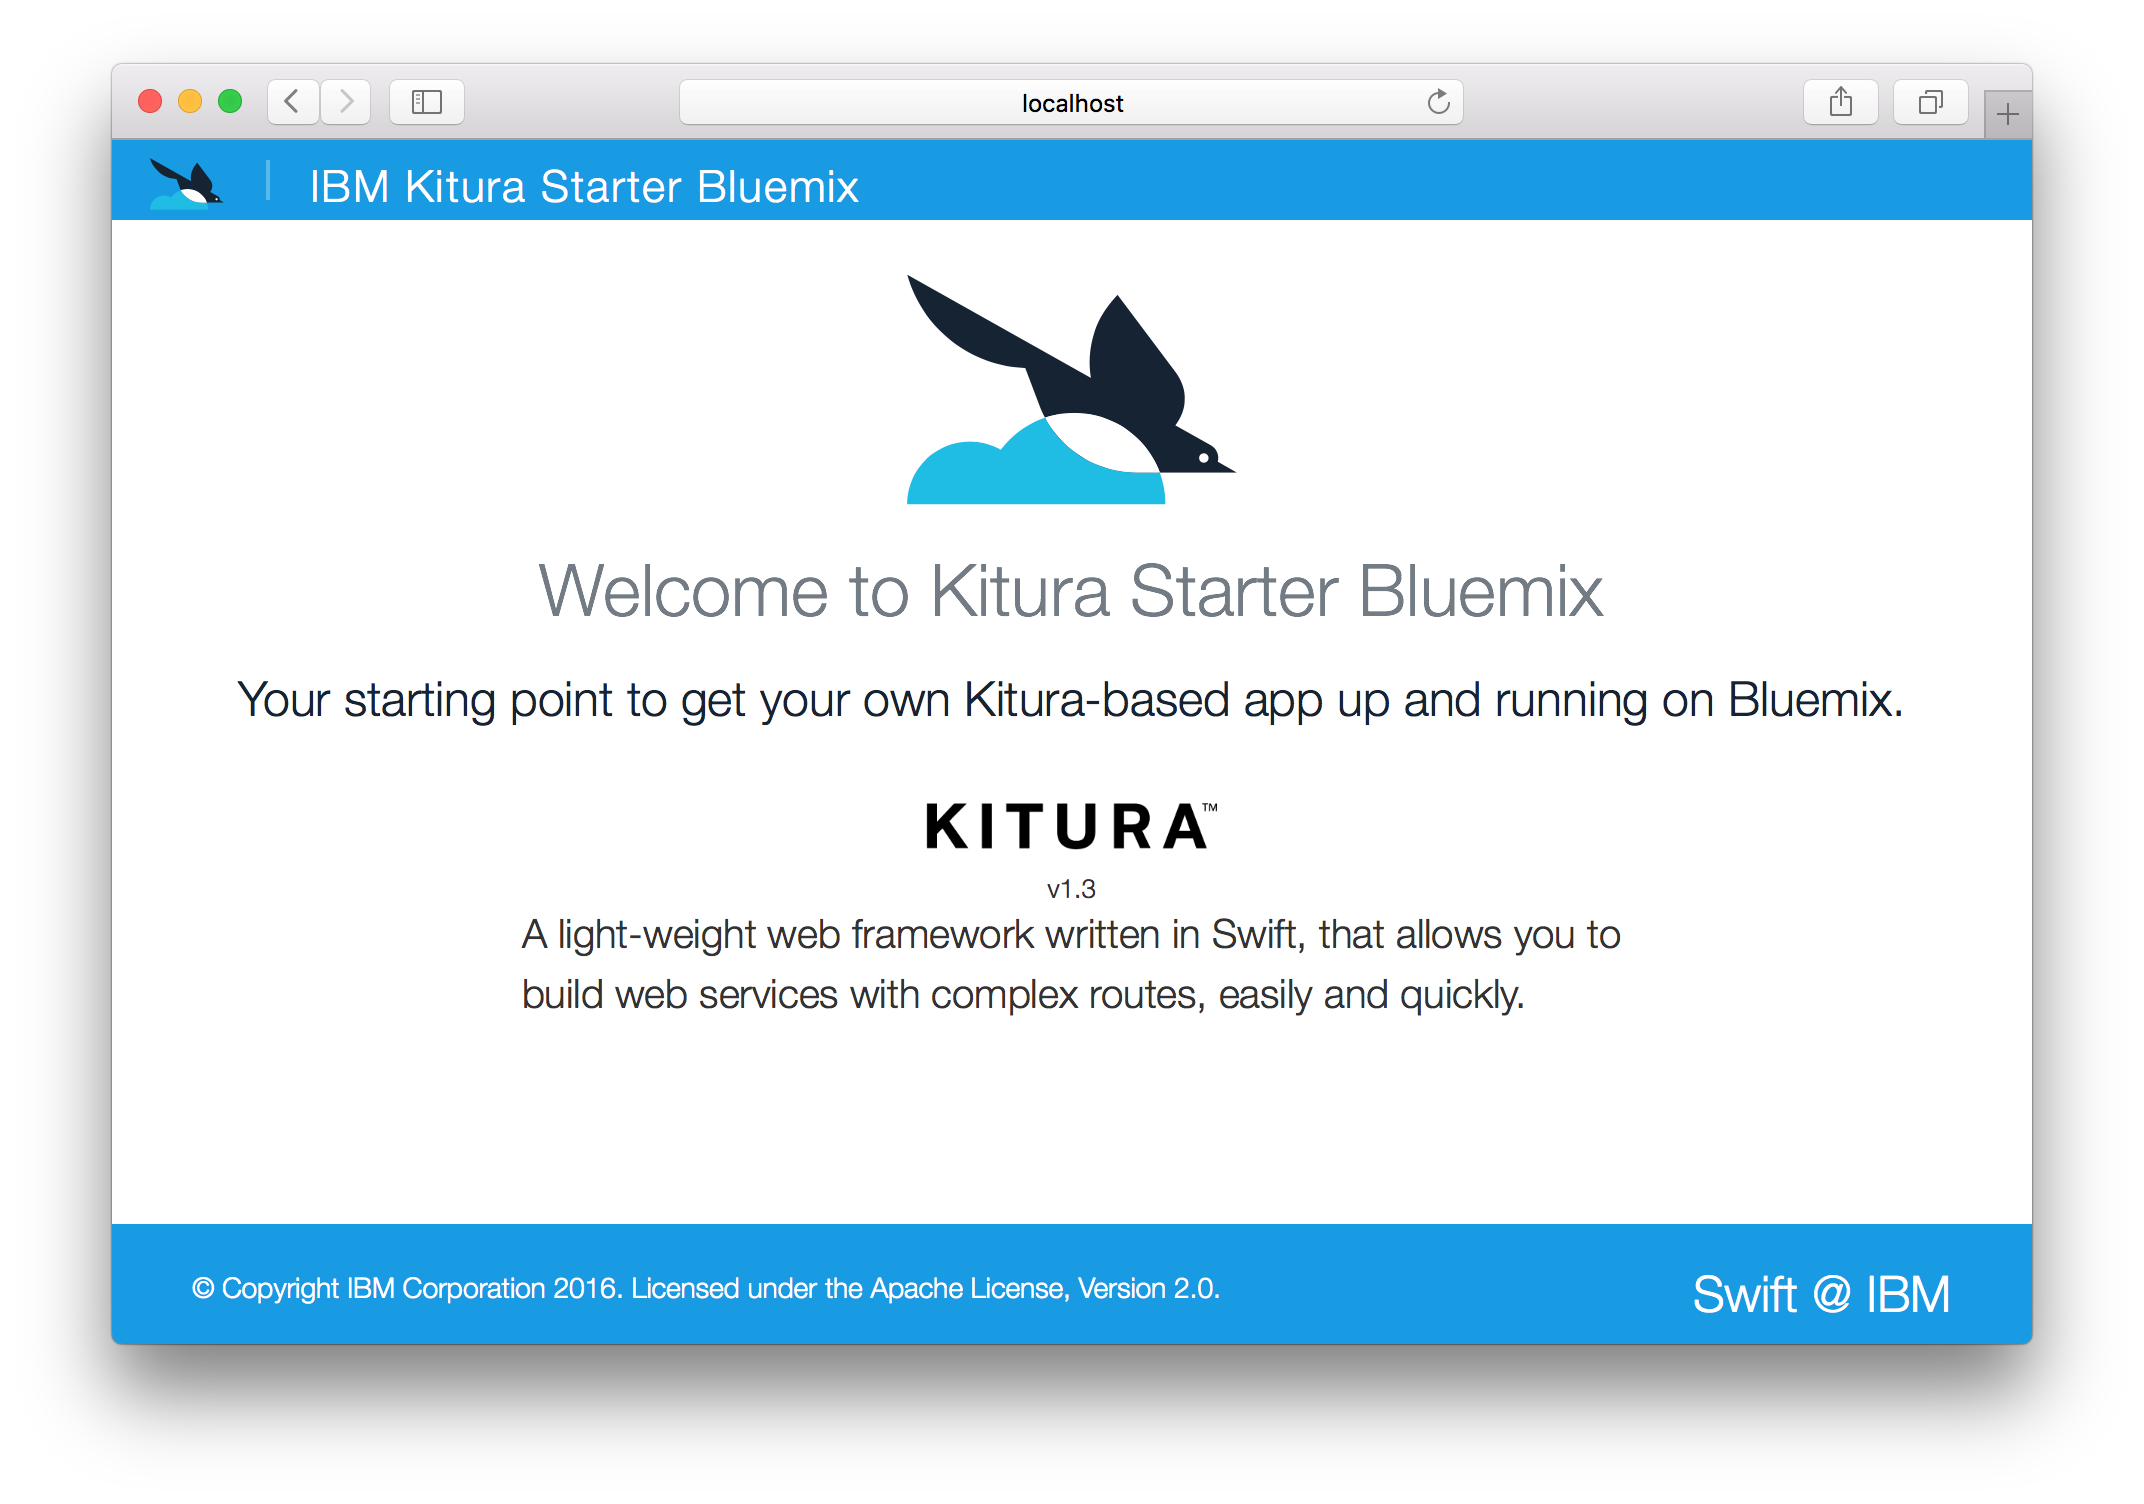 localhost
IBM Kitura Starter Bluemix
Welcome to Kitura Starter Bluemix
Your starting point to get your own Kitura-based app up and running on Bluemix.
KITURA™
v1.3
A light-weight web framework written in Swift, that allows you to
build web services with complex routes, easily and quickly.
© Copyright IBM Corporation 2016. Licensed under the Apache License, Version 2.0.
Swift @ IBM